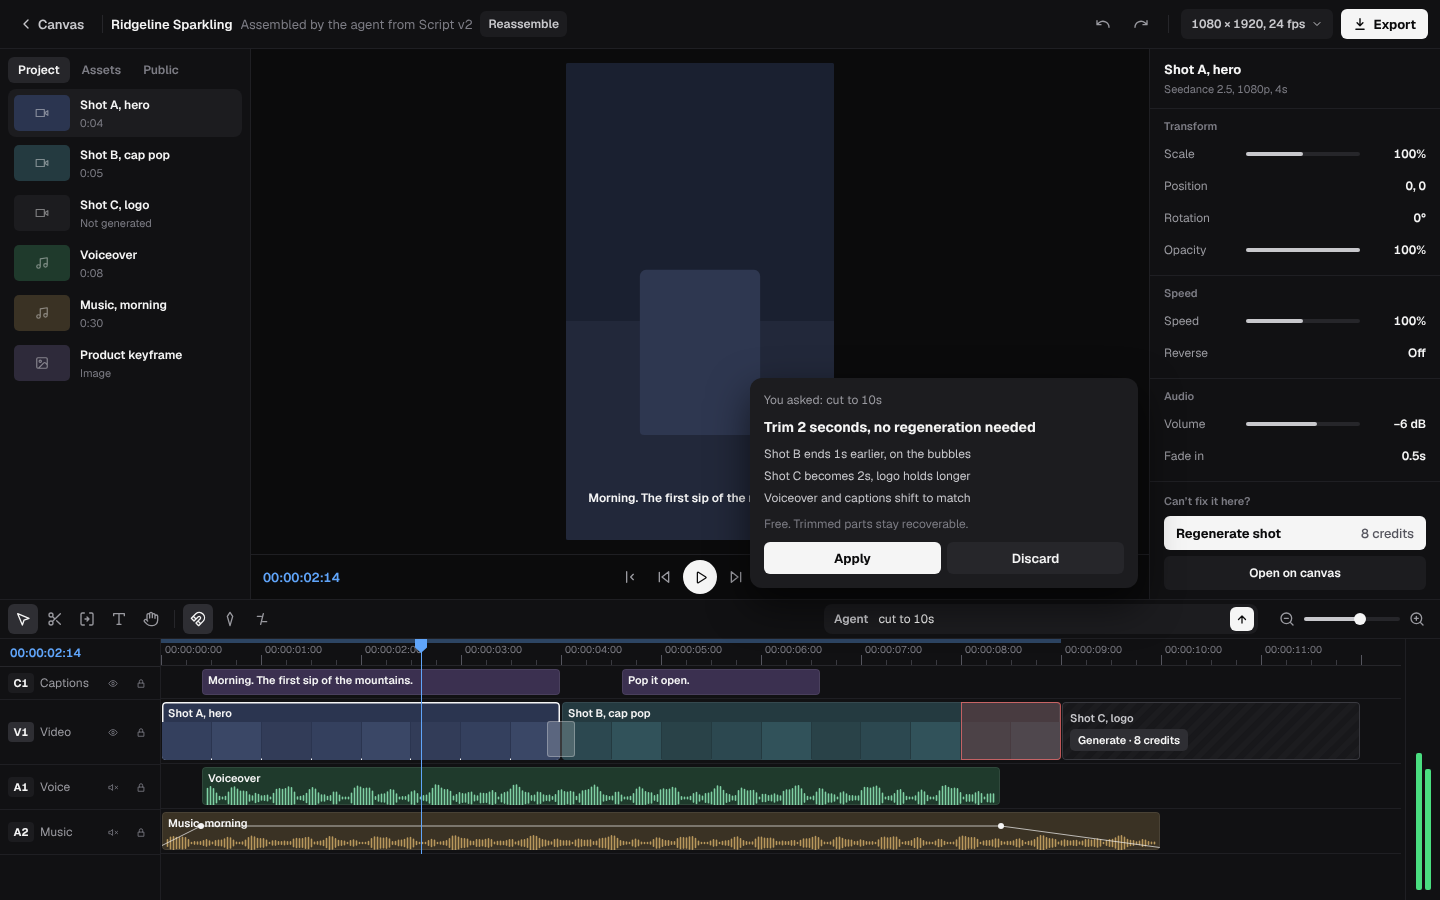 Canvas
Ridgeline Sparkling
Assembled by the agent from Script v2
Reassemble
1080 × 1920, 24 fps
Export
Project
Assets
Public
Shot A, hero
0:04
Shot B, cap pop
0:05
Shot C, logo
Not generated
Voiceover
0:08
Music, morning
0:30
Product keyframe
Image
Morning. The first sip of the
00:00:02:14
You asked: cut to 10s
Trim 2 seconds, no regeneration needed
Shot B ends 1s earlier, on the bubbles
Shot C becomes 2s, logo holds longer
Voiceover and captions shift to match
Free. Trimmed parts stay recoverable.
Apply
Discard
Shot A, hero
Seedance 2.5, 1080p, 4s
Transform
Scale
100%
Position
0, 0
Rotation
0°
Opacity
100%
Speed
Speed
100%
Reverse
Off
Audio
Volume
−6 dB
Fade in
0.5s
Can't fix it here?
Regenerate shot
8 credits
Open on canvas
Agent
cut to 10s
00:00:02:14
00:00:00:00
00:00:01:00
00:00:02:00
00:00:03:00
00:00:04:00
00:00:05:00
00:00:06:00
00:00:07:00
00:00:08:00
00:00:09:00
00:00:10:00
00:00:11:00
C1
Captions
Morning. The first sip of the mountains.
Pop it open.
V1
Video
Shot A, hero
Shot B, cap pop
Shot C, logo
Generate · 8 credits
A1
Voice
Voiceover
A2
Music
Music, morning